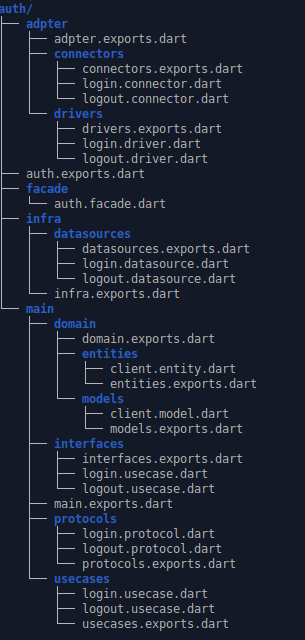 auth/
adpter
adpter.exports.dart
connectors
connectors.exports.dart
login.connector.dart
logout.connector.dart
drivers
drivers.exports.dart
login.driver.dart
logout.driver.dart
auth.exports.dart
facade
auth.facade.dart
infra
datasources
datasources.exports.dart
login.datasource.dart
logout.datasource.dart
infra.exports.dart
main
domain
domain.exports.dart
entities
client.entity.dart
entities.exports.dart
models
client.model.dart
models.exports.dart
interfaces
interfaces.exports.dart
login.usecase.dart
logout.usecase.dart
main.exports.dart
protocols
login.protocol.dart
logout.protocol.dart
protocols.exports.dart
usecases
login.usecase.dart
logout.usecase.dart
usecases.exports.dart